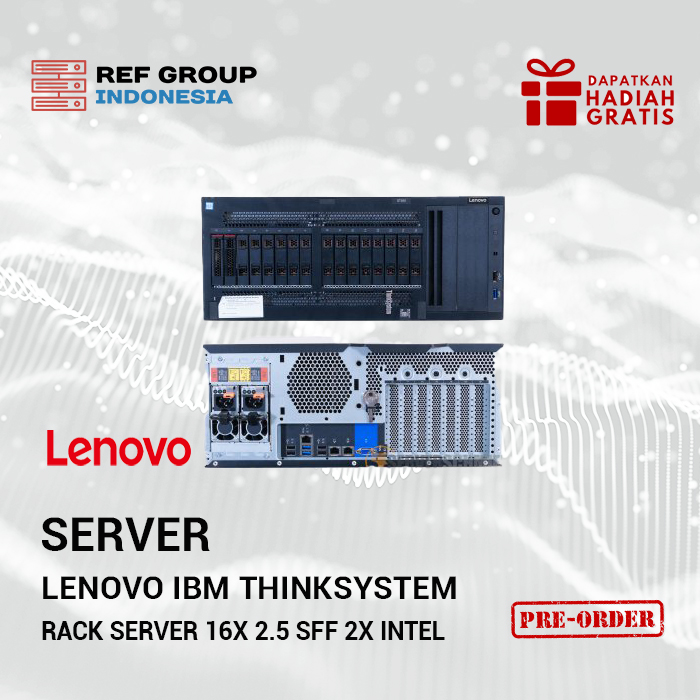 REF GROUP
INDONESIA
DAPATKAN
HADIAH
GRATIS
Lenovo
ThinkSystem
Lenovo
SERVER
LENOVO IBM THINKSYSTEM
RACK SERVER 16X 2.5 SFF 2X INTEL
PRE-ORDER